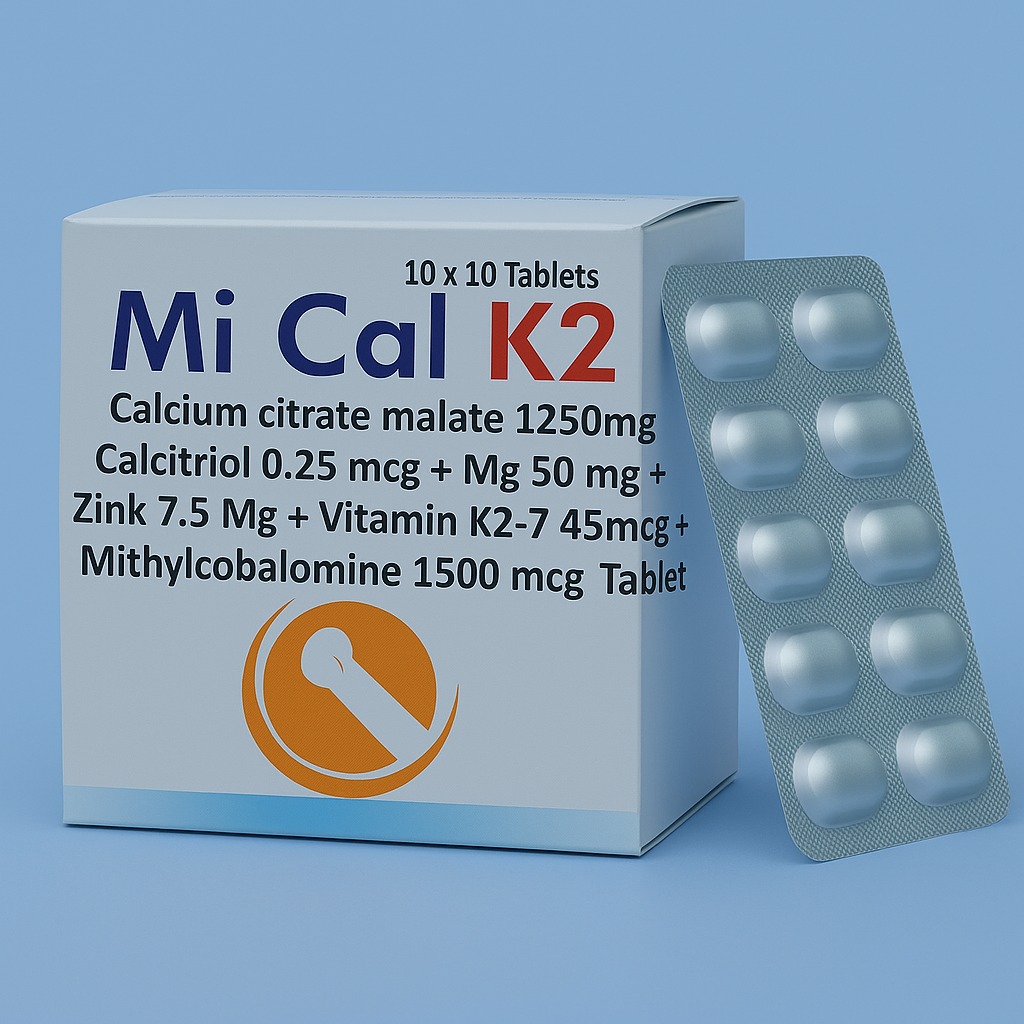 10 x 10 Tablets
Mi Cal K2
Calcium citrate malate 1250mg
Calcitriol 0.25 mcg + Mg 50 mg +
Zink 7.5 Mg + Vitamin K2-7 45mcg +
Mithylcobalomine 1500 mcg Tablet